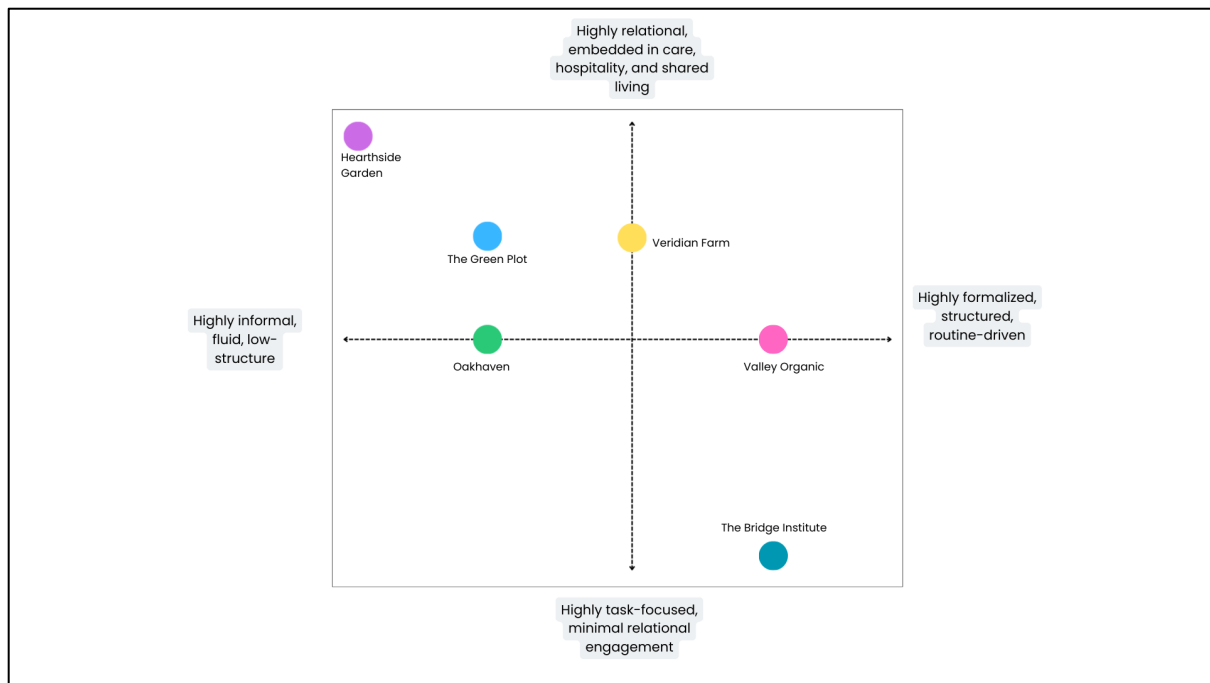 Highly relational,
embedded in care,
hospitality, and shared
living
Hearthside
Garden
The Green Plot
Veridian Farm
Highly informal,
fluid, low-
structure
Highly formalized,
structured,
routine-driven
Oakhaven
Valley Organic
The Bridge Institute
Highly task-focused,
minimal relational
engagement